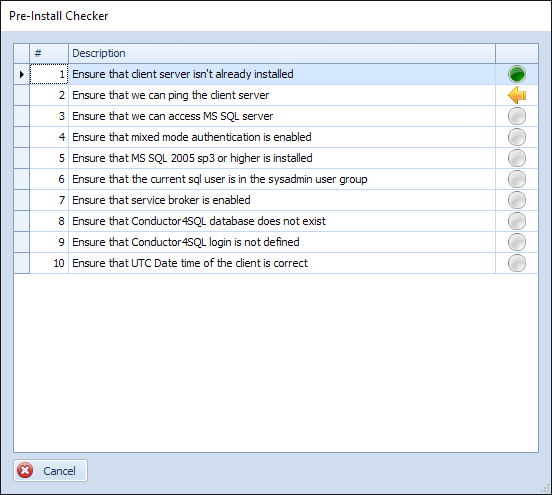 Pre-Install Checker
# Description
1 Ensure that client server isn't already installed
2 Ensure that we can ping the client server
3 Ensure that we can access MS SQL server
4 Ensure that mixed mode authentication is enabled
5 Ensure that MS SQL 2005 sp3 or higher is installed
6 Ensure that the current sql user is in the sysadmin user group
7 Ensure that service broker is enabled
8 Ensure that Conductor4SQL database does not exist
9 Ensure that Conductor4SQL login is not defined
10 Ensure that UTC Date time of the client is correct
Cancel